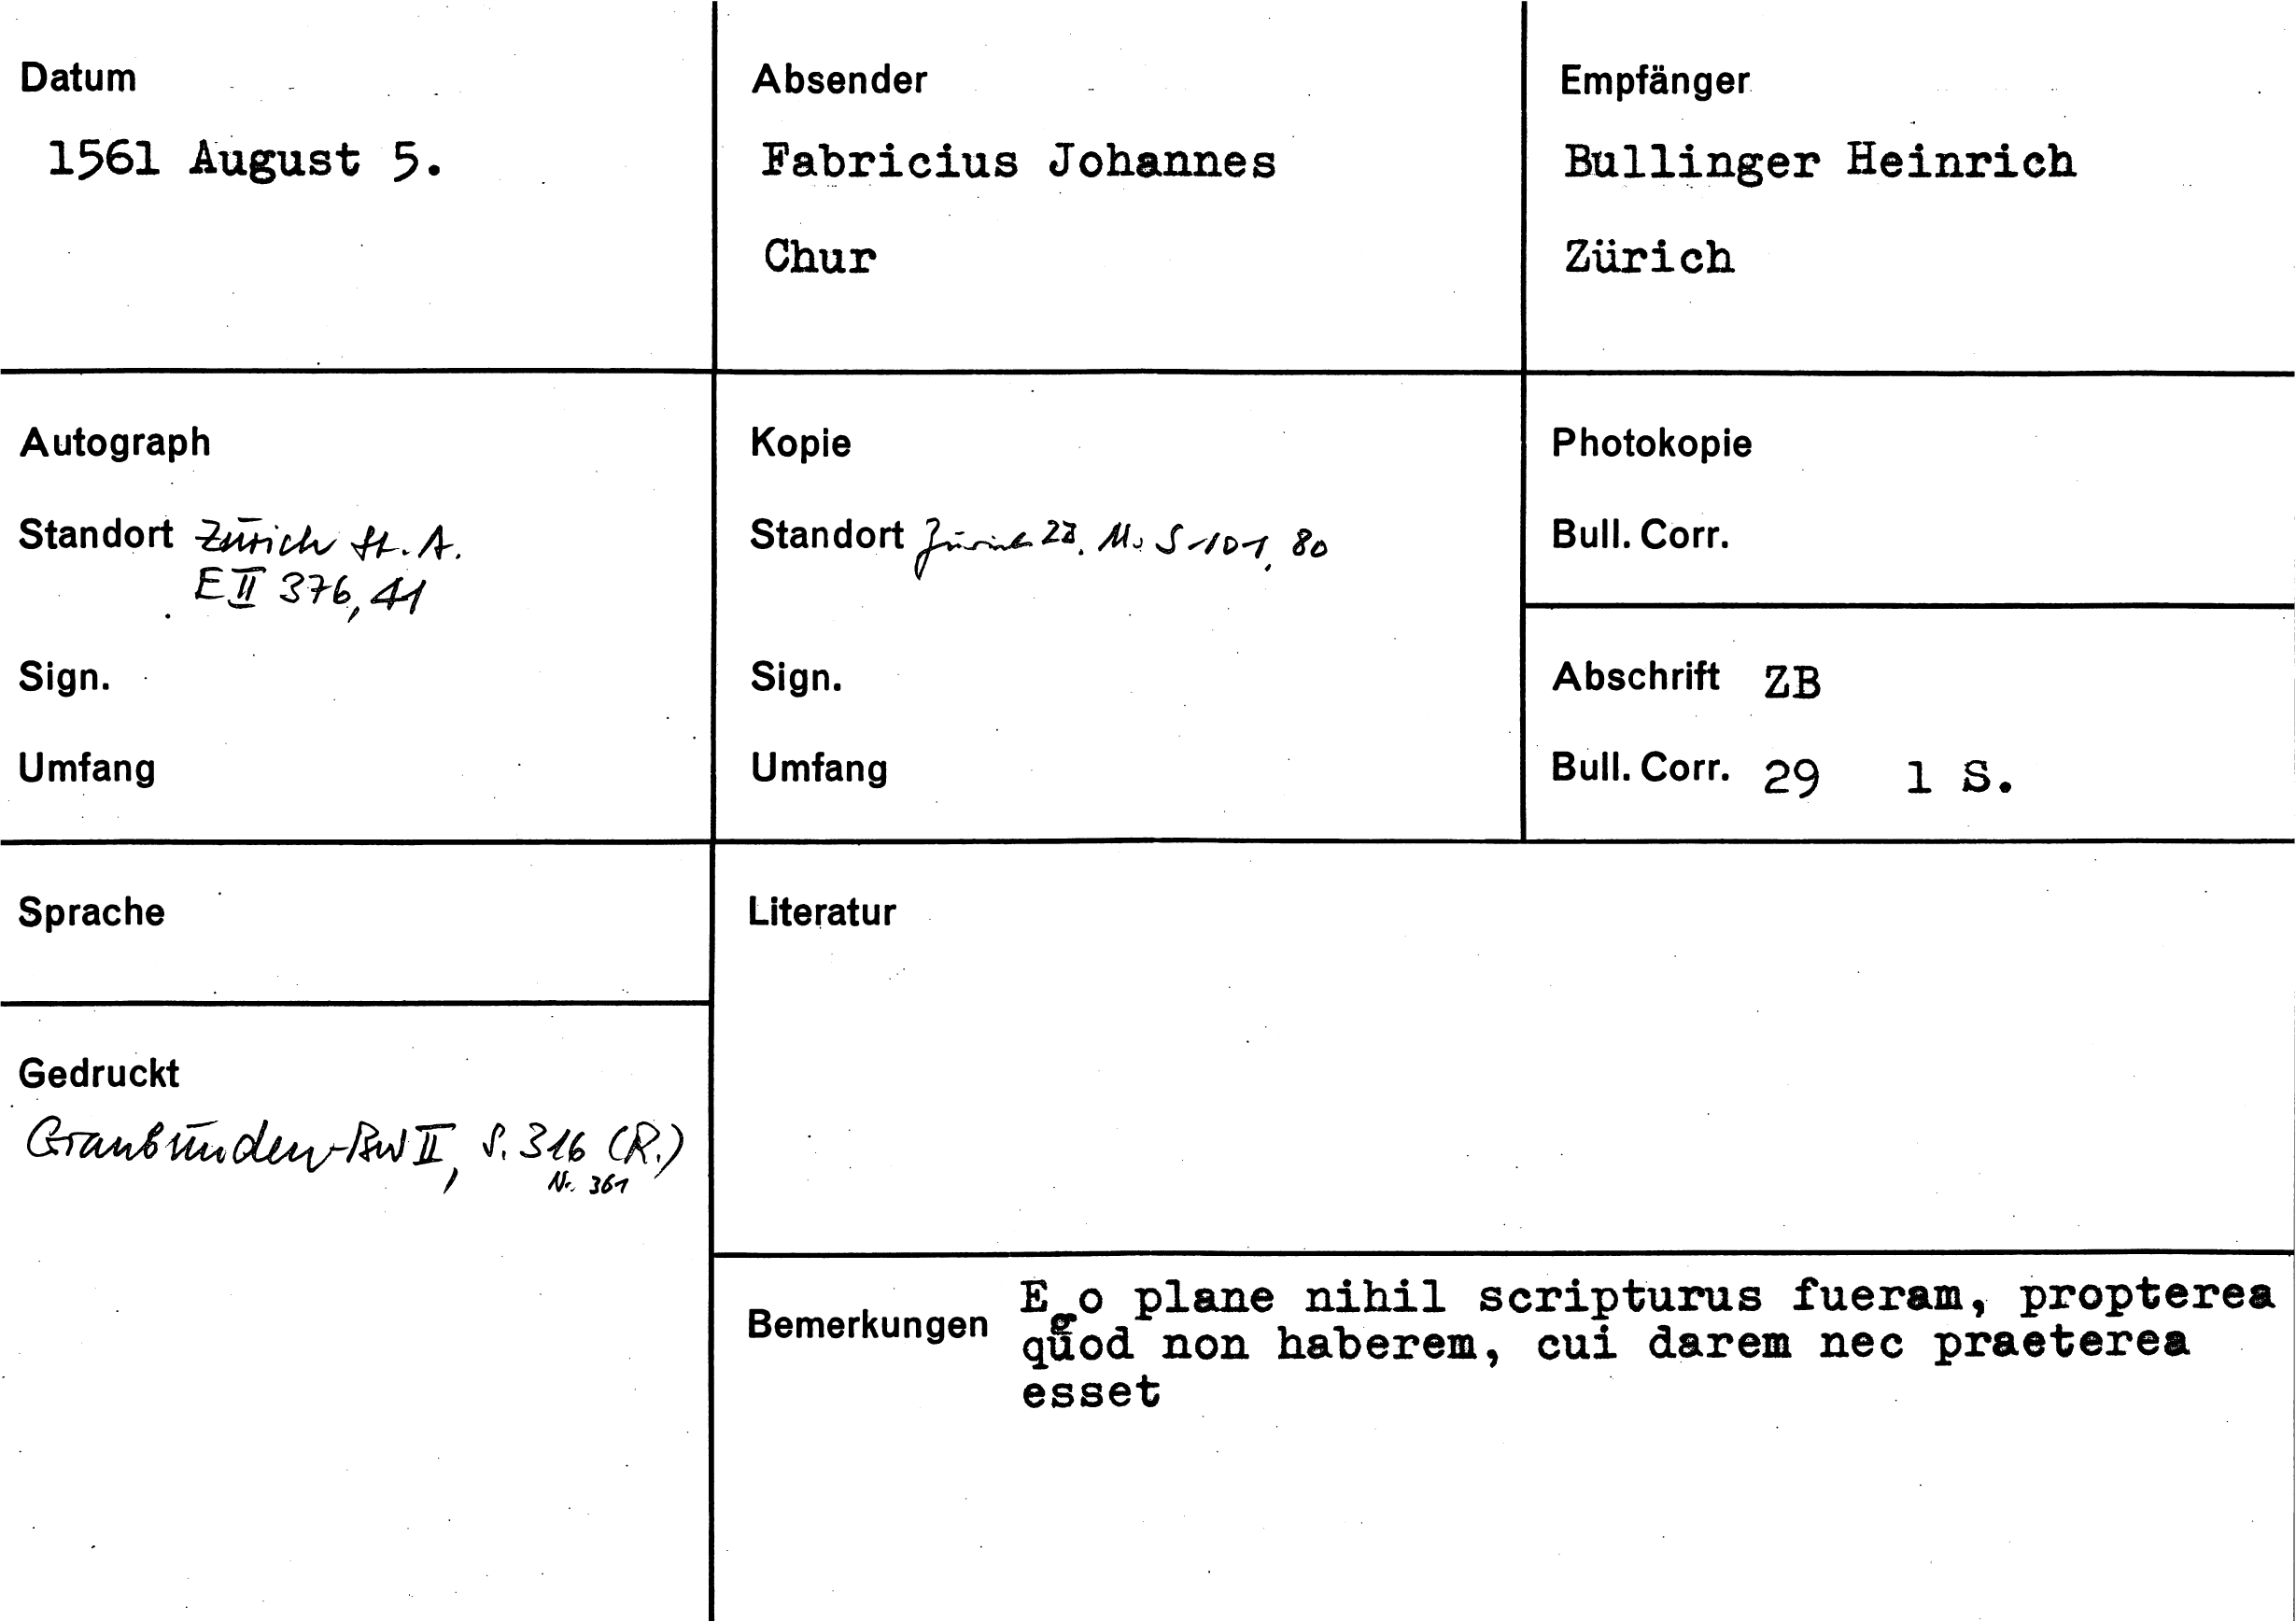 Datum
1561 August 5.
Absender
Fabricius Johannes
Chur
Empfänger
Bullinger Heinrich
Zürich
Autograph
Standort Zürich St. A.
E II 376, 41
Sign.
Umfang
Kopie
Standort Zürich ZB. Ms S 101, 80
Sign.
Umfang
Photokopie
Bull. Corr.
Abschrift ZB
Bull. Corr. 29 1 S.
Sprache
Gedruckt
Graubünden-BW II, S. 316 (R.)
Nr. 361
Literatur
Bemerkungen
Ego plane nihil scripturus fueram, propterea
quod non haberem, cui darem nec praeterea
esset